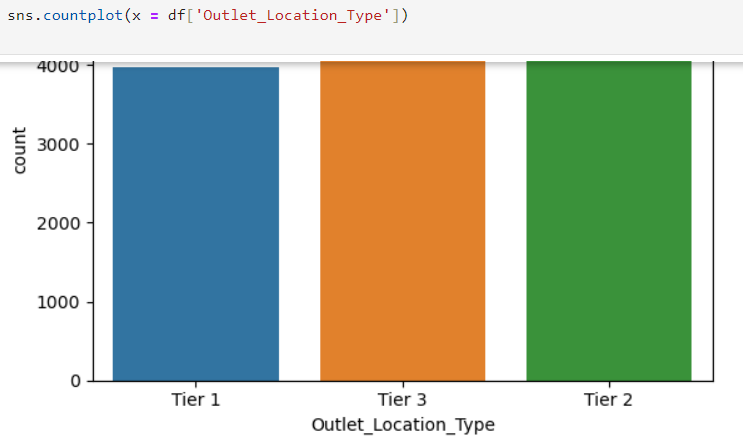 sns.countplot(x = df['Outlet_Location_Type'])
4000
3000
2000
1000
0
count
Tier 1 Tier 3 Tier 2
Outlet_Location_Type